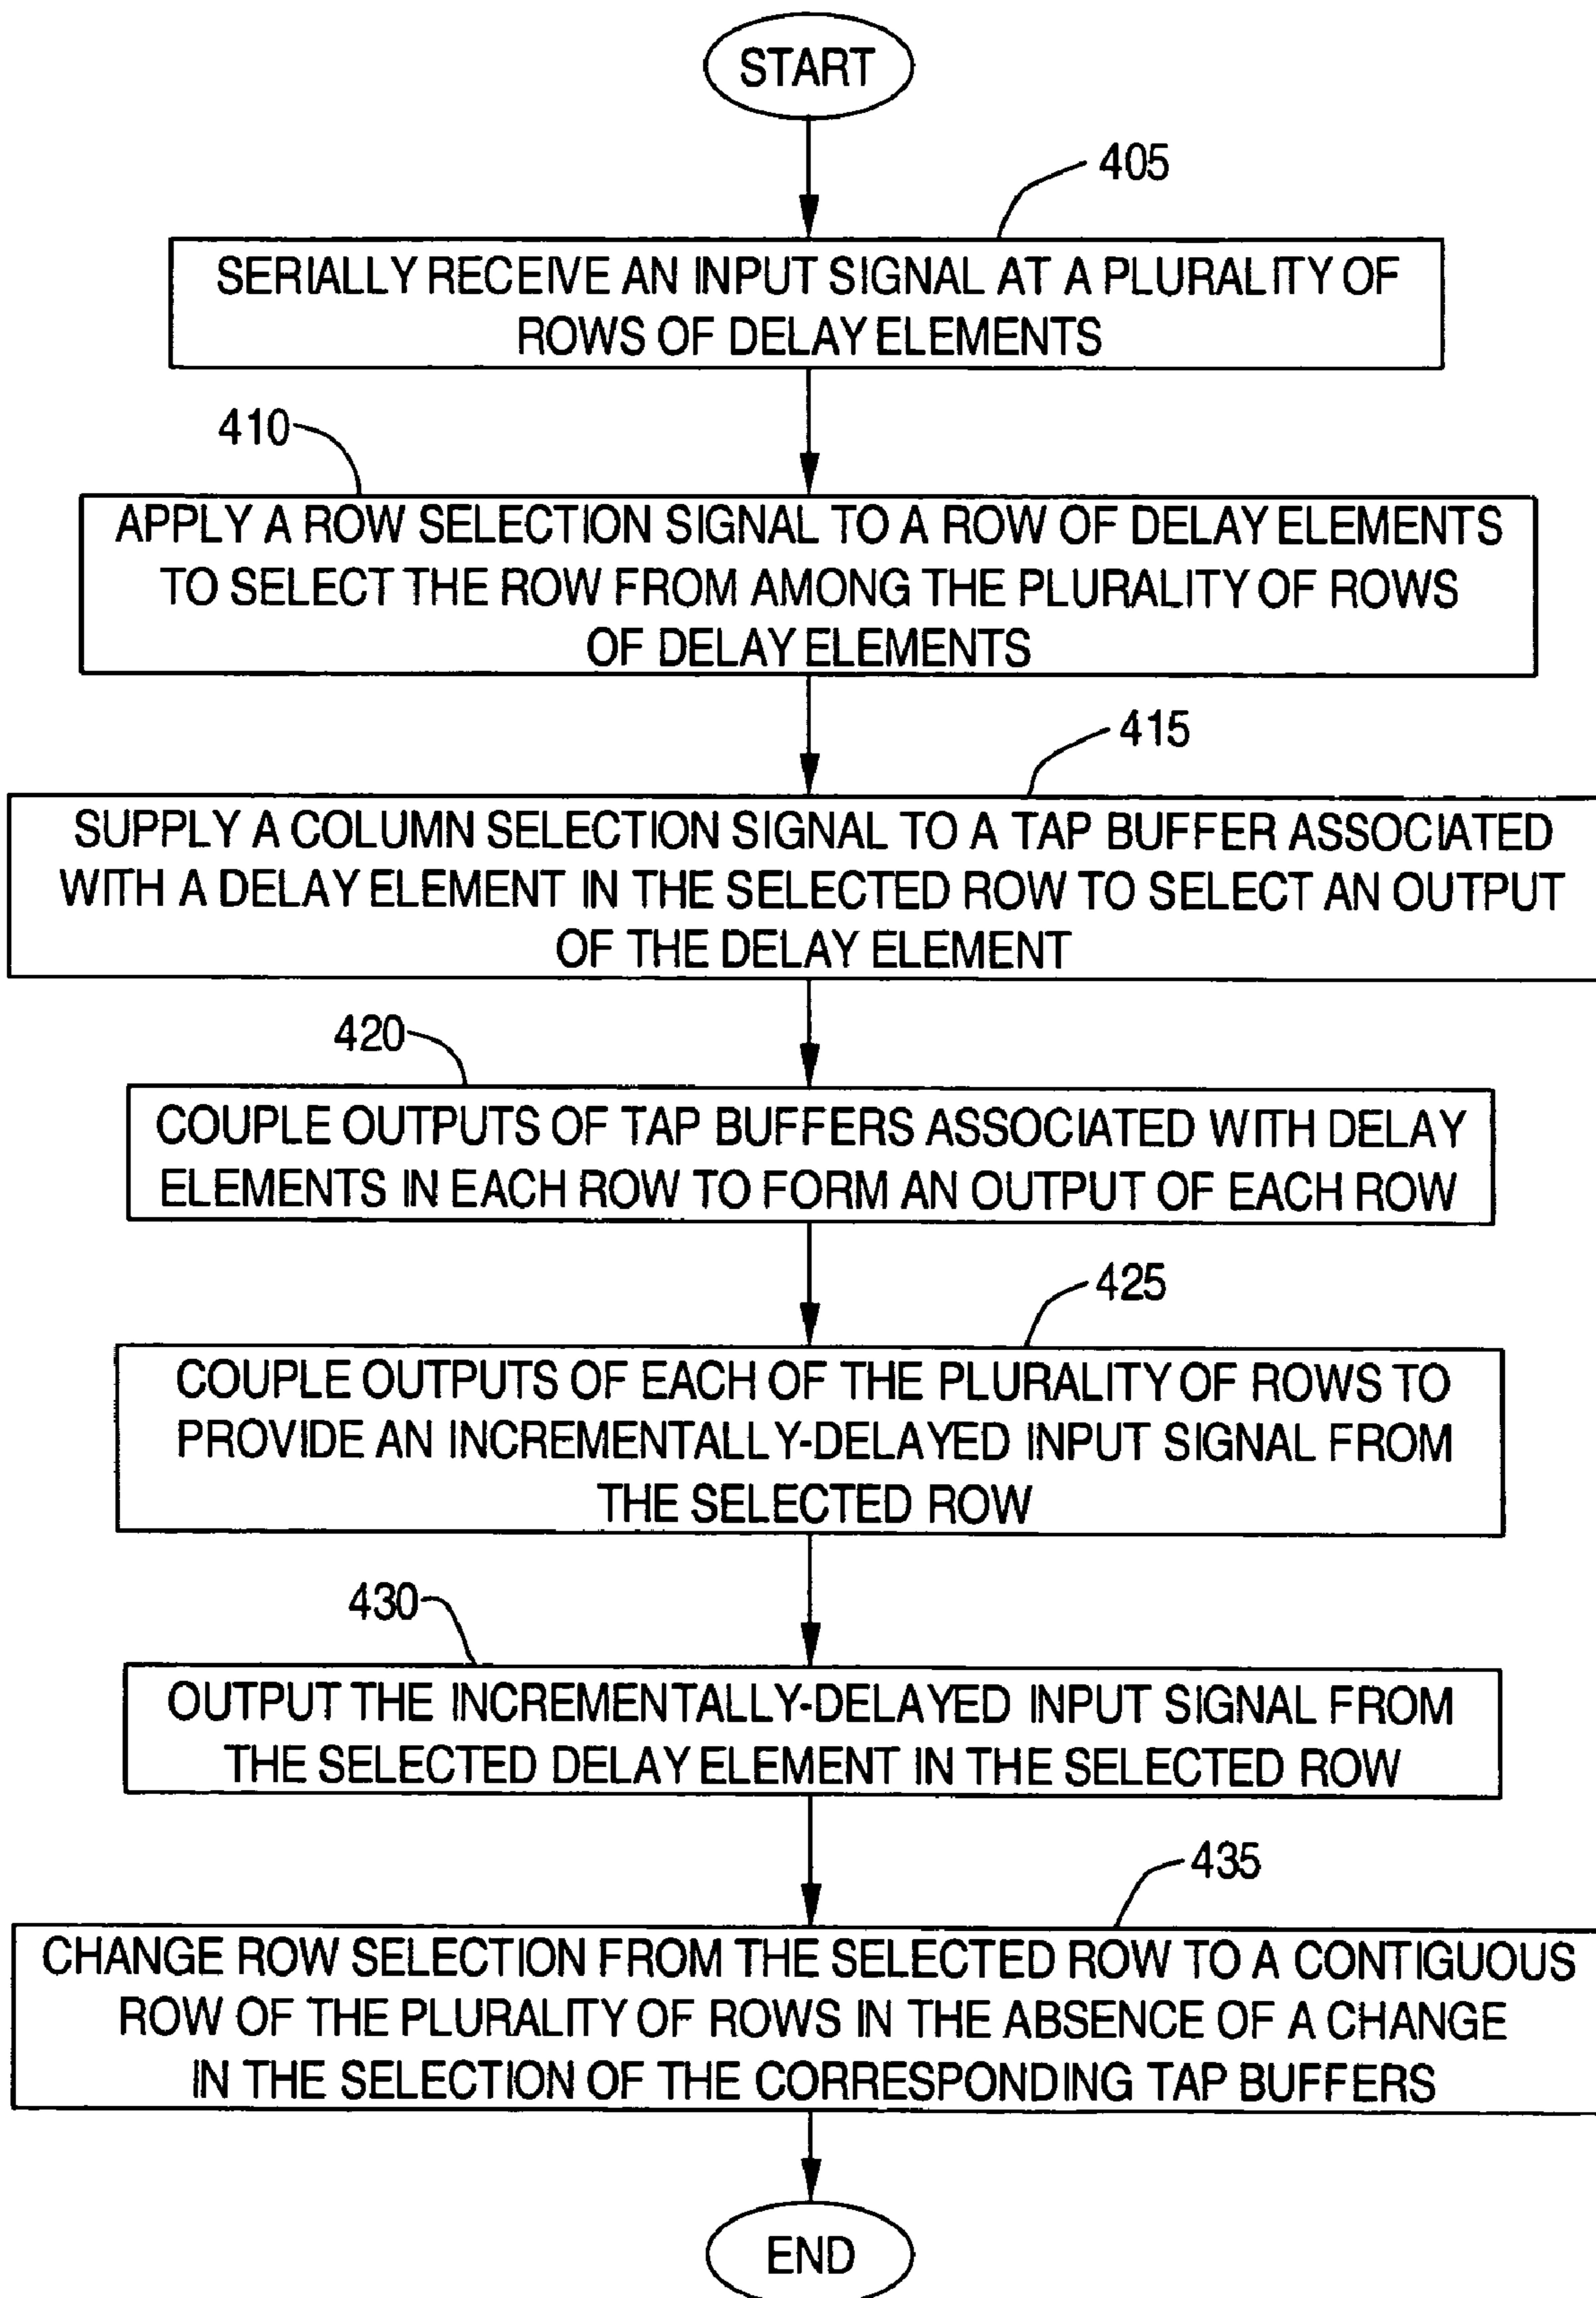 START
405
SERIALLY RECEIVE AN INPUT SIGNAL AT A PLURALITY OF
ROWS OF DELAY ELEMENTS
410
APPLY A ROW SELECTION SIGNAL TO A ROW OF DELAY ELEMENTS
TO SELECT THE ROW FROM AMONG THE PLURALITY OF ROWS
OF DELAY ELEMENTS
415
SUPPLY A COLUMN SELECTION SIGNAL TO A TAP BUFFER ASSOCIATED
WITH A DELAY ELEMENT IN THE SELECTED ROW TO SELECT AN OUTPUT
OF THE DELAY ELEMENT
420
COUPLE OUTPUTS OF TAP BUFFERS ASSOCIATED WITH DELAY
ELEMENTS IN EACH ROW TO FORM AN OUTPUT OF EACH ROW
425
COUPLE OUTPUTS OF EACH OF THE PLURALITY OF ROWS TO
PROVIDE AN INCREMENTALLY-DELAYED INPUT SIGNAL FROM
THE SELECTED ROW
430
OUTPUT THE INCREMENTALLY-DELAYED INPUT SIGNAL FROM
THE SELECTED DELAY ELEMENT IN THE SELECTED ROW
435
CHANGE ROW SELECTION FROM THE SELECTED ROW TO A CONTIGUOUS
ROW OF THE PLURALITY OF ROWS IN THE ABSENCE OF A CHANGE
IN THE SELECTION OF THE CORRESPONDING TAP BUFFERS
END